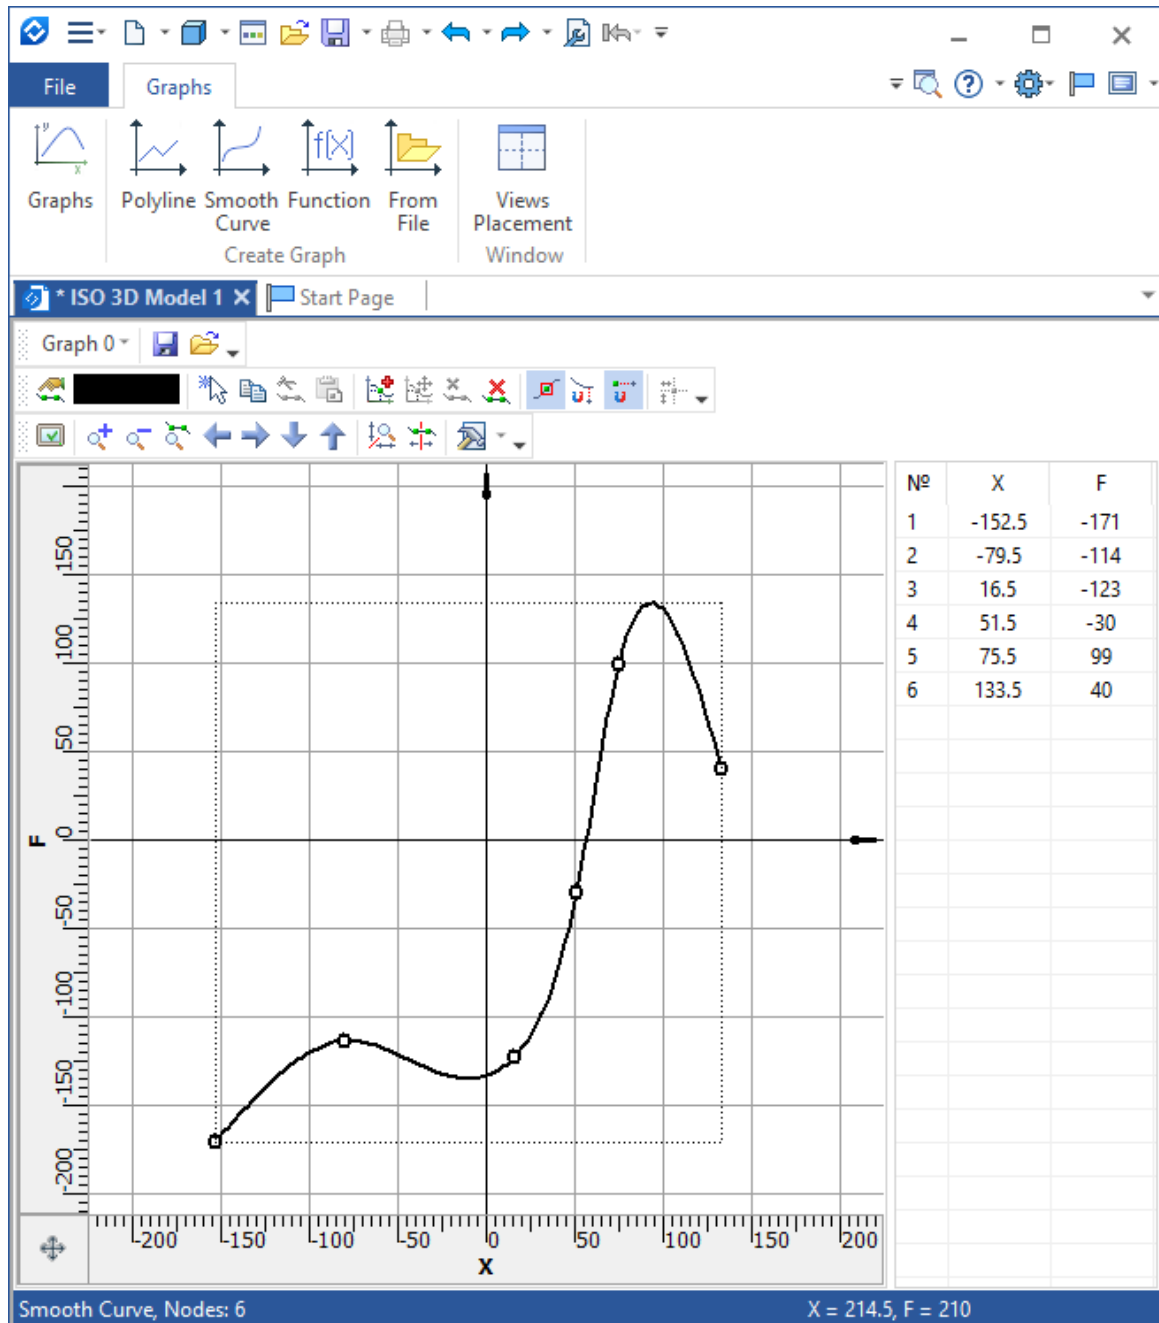 File Graphs
y
x
f(x)
Graphs Polyline Smooth Curve Function From File Views Placement
Create Graph Window
* ISO 3D Model 1 Start Page
Graph 0
Nº X F
1 -152.5 -171
2 -79.5 -114
3 16.5 -123
4 51.5 -30
5 75.5 99
6 133.5 40
150
100
50
0
-50
-100
-150
-200
F
-200 -150 -100 -50 0 50 100 150 200
X
Smooth Curve, Nodes: 6 X = 214.5, F = 210